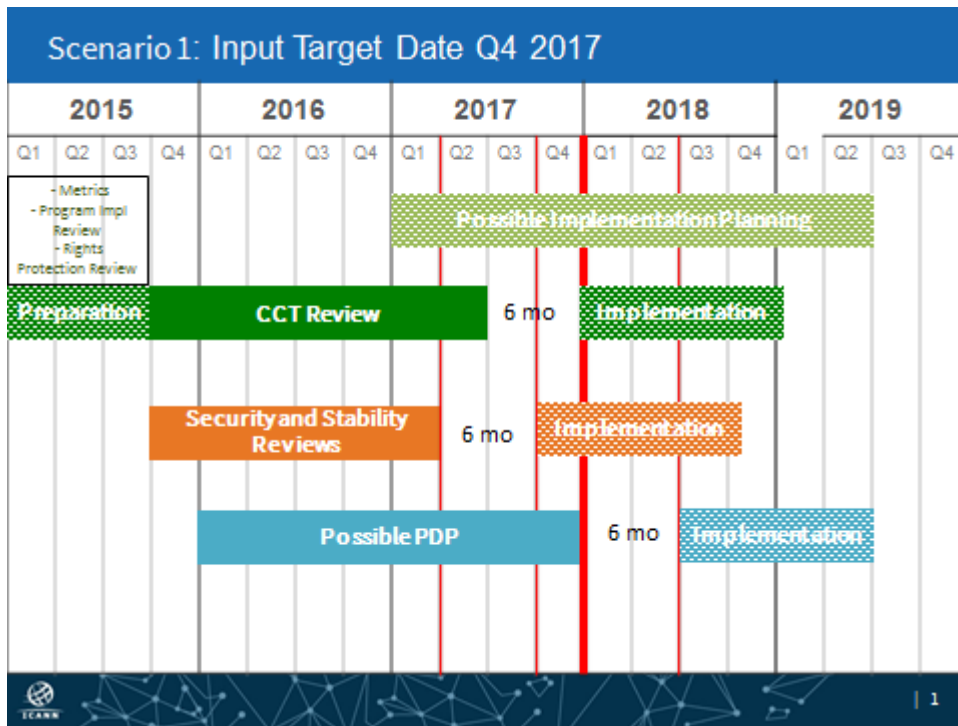 Scenario 1: Input Target Date Q4 2017
2015 2016 2017 2018 2019
Q1 Q2 Q3 Q4 Q1 Q2 Q3 Q4 Q1 Q2 Q3 Q4 Q1 Q2 Q3 Q4 Q1 Q2 Q3 Q4
- Metrics
- Program Impl
Review
- Rights
Protection Review
Possible Implementation Planning
Preparation CCT Review 6 mo Implementation
Security and Stability
Reviews
6 mo Implementation
Possible PDP 6 mo Implementation
ICANN
| 1